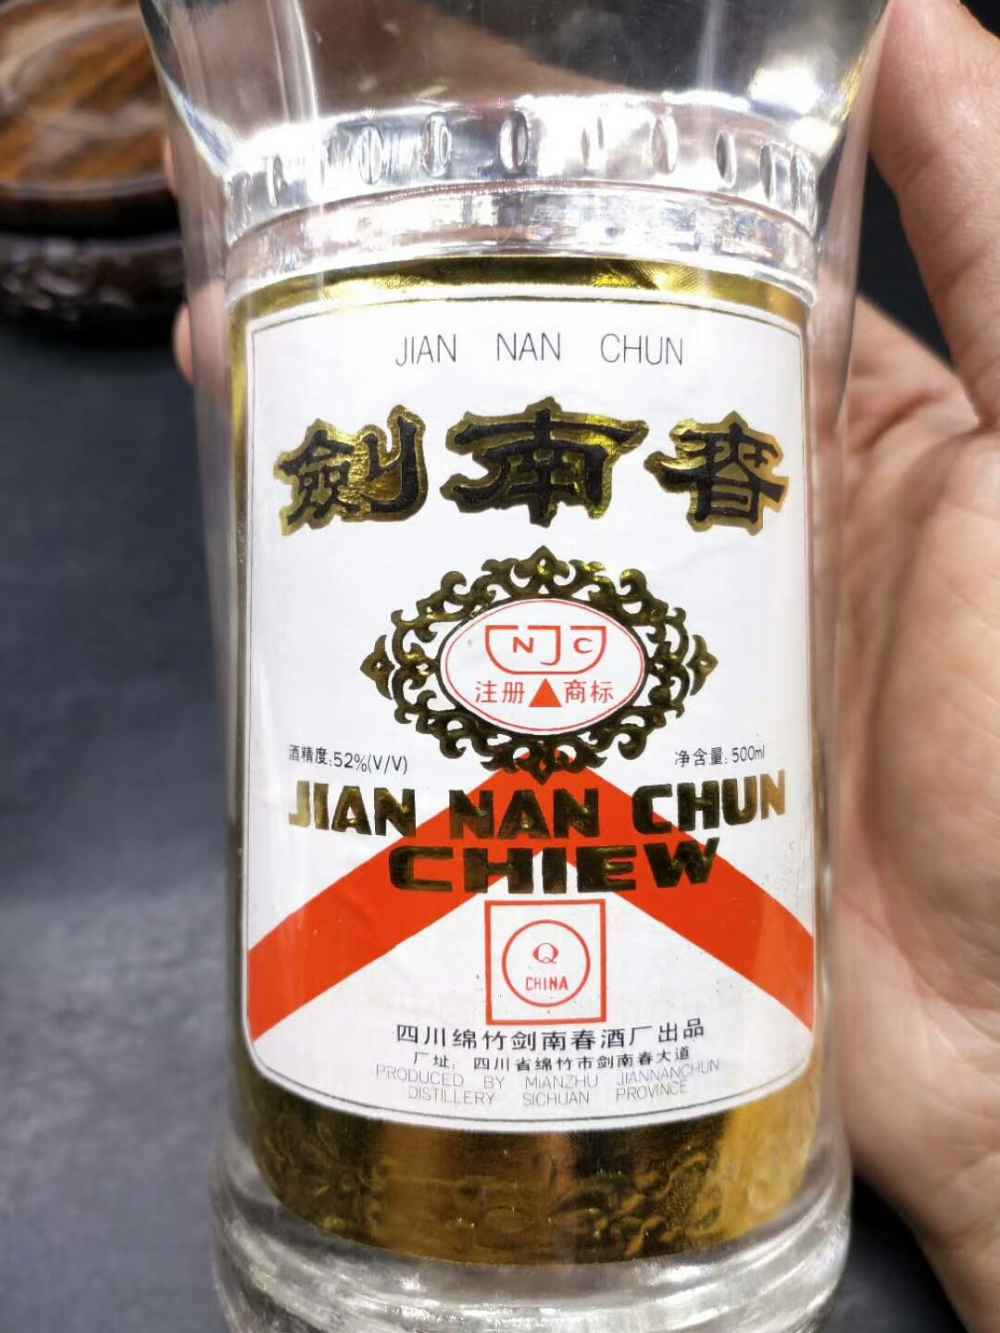 JIAN NAN CHUN
劍南春
NJC
注册 商标
酒精度:52%(V/V)
净含量: 500ml
JIAN NAN CHUN
CHIEW
Q
CHINA
四川绵竹剑南春酒厂出品
厂址: 四川省绵竹市剑南春大道
PRODUCED BY MIANZHU JIANNANCHUN
DISTILLERY SICHUAN PROVINCE